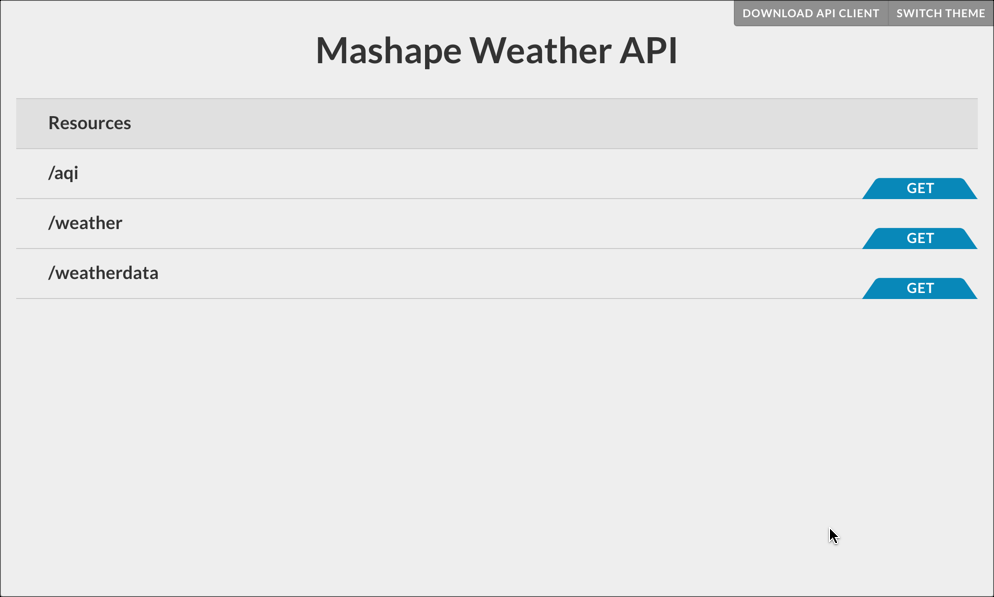 DOWNLOAD API CLIENT SWITCH THEME
Mashape Weather API
Resources
/aqi
GET
/weather
GET
/weatherdata
GET